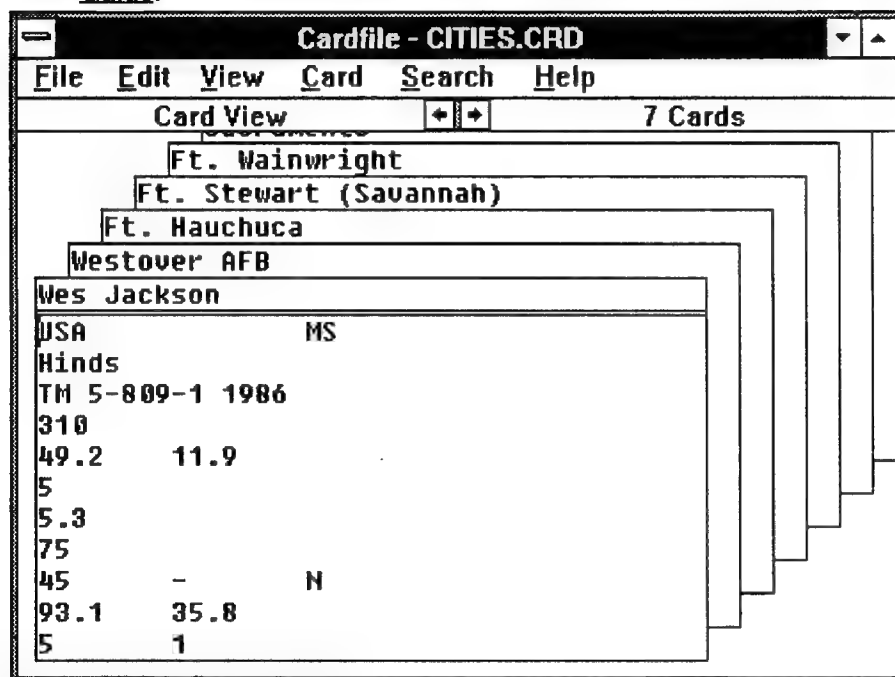 Cardfile - CITIES.CRD
File Edit View Card Search Help
Card View 7 Cards
Ft. Wainwright
Ft. Stewart (Savannah)
Ft. Hauchuca
Westover AFB
Wes Jackson
USA MS
Hinds
TM 5-809-1 1986
310
49.2 11.9
5
5.3
75
45 - N
93.1 35.8
5 1